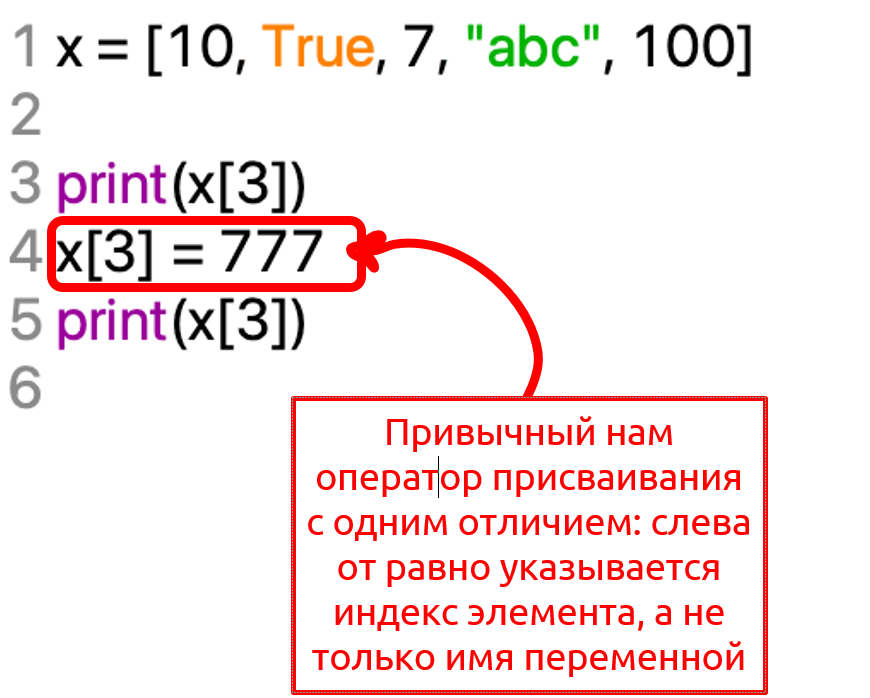 1 x = [10, True, 7, "abc", 100]
2
3 print(x[3])
4 x[3] = 777
5 print(x[3])
6
Привычный нам
оператор присваивания
с одним отличием: слева
от равно указывается
индекс элемента, а не
только имя переменной